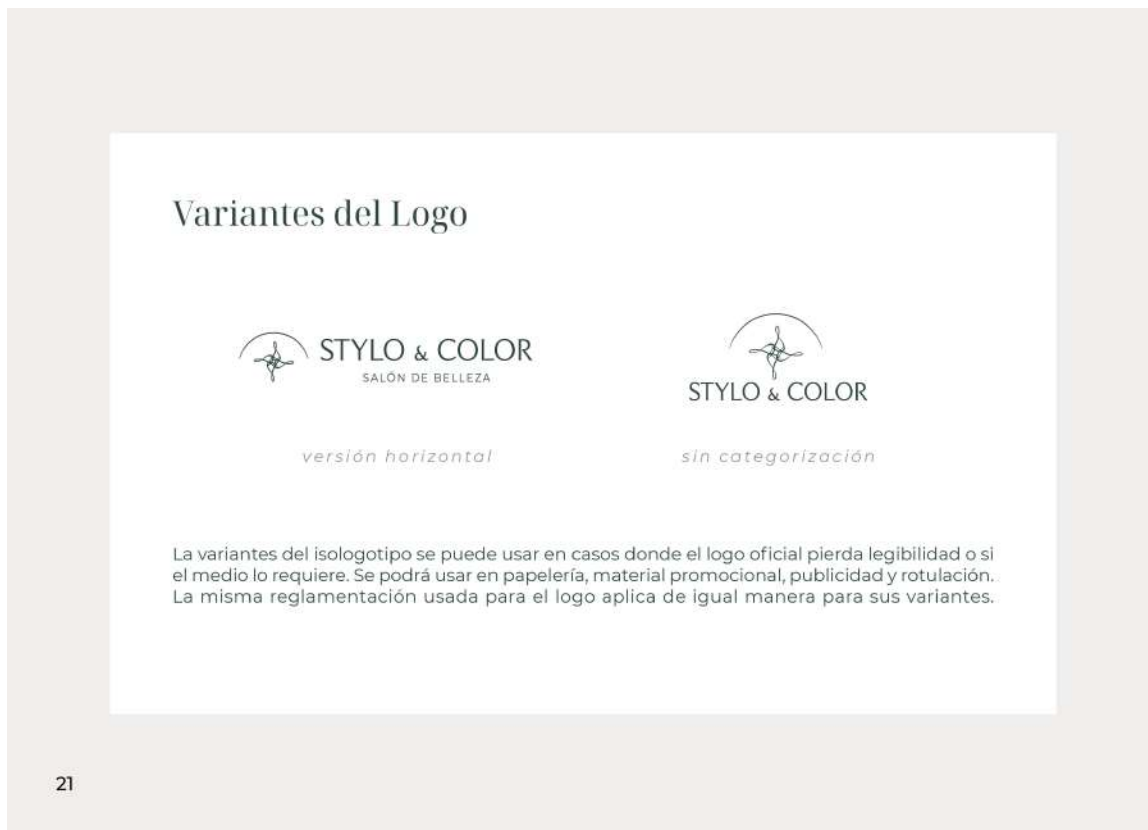 Variantes del Logo
STYLO & COLOR
SALÓN DE BELLEZA
STYLO & COLOR
versión horizontal
sin categorización
La variantes del isologotipo se puede usar en casos donde el logo oficial pierda legibilidad o si
el medio lo requiere. Se podrá usar en papelería, material promocional, publicidad y rotulación.
La misma reglamentación usada para el logo aplica de igual manera para sus variantes.
21